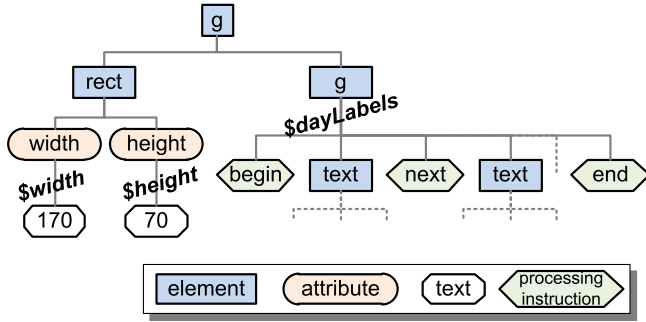 g
rect g
width height $dayLabels
begin text next text end
$width $height
170 70
element attribute text processing
instruction